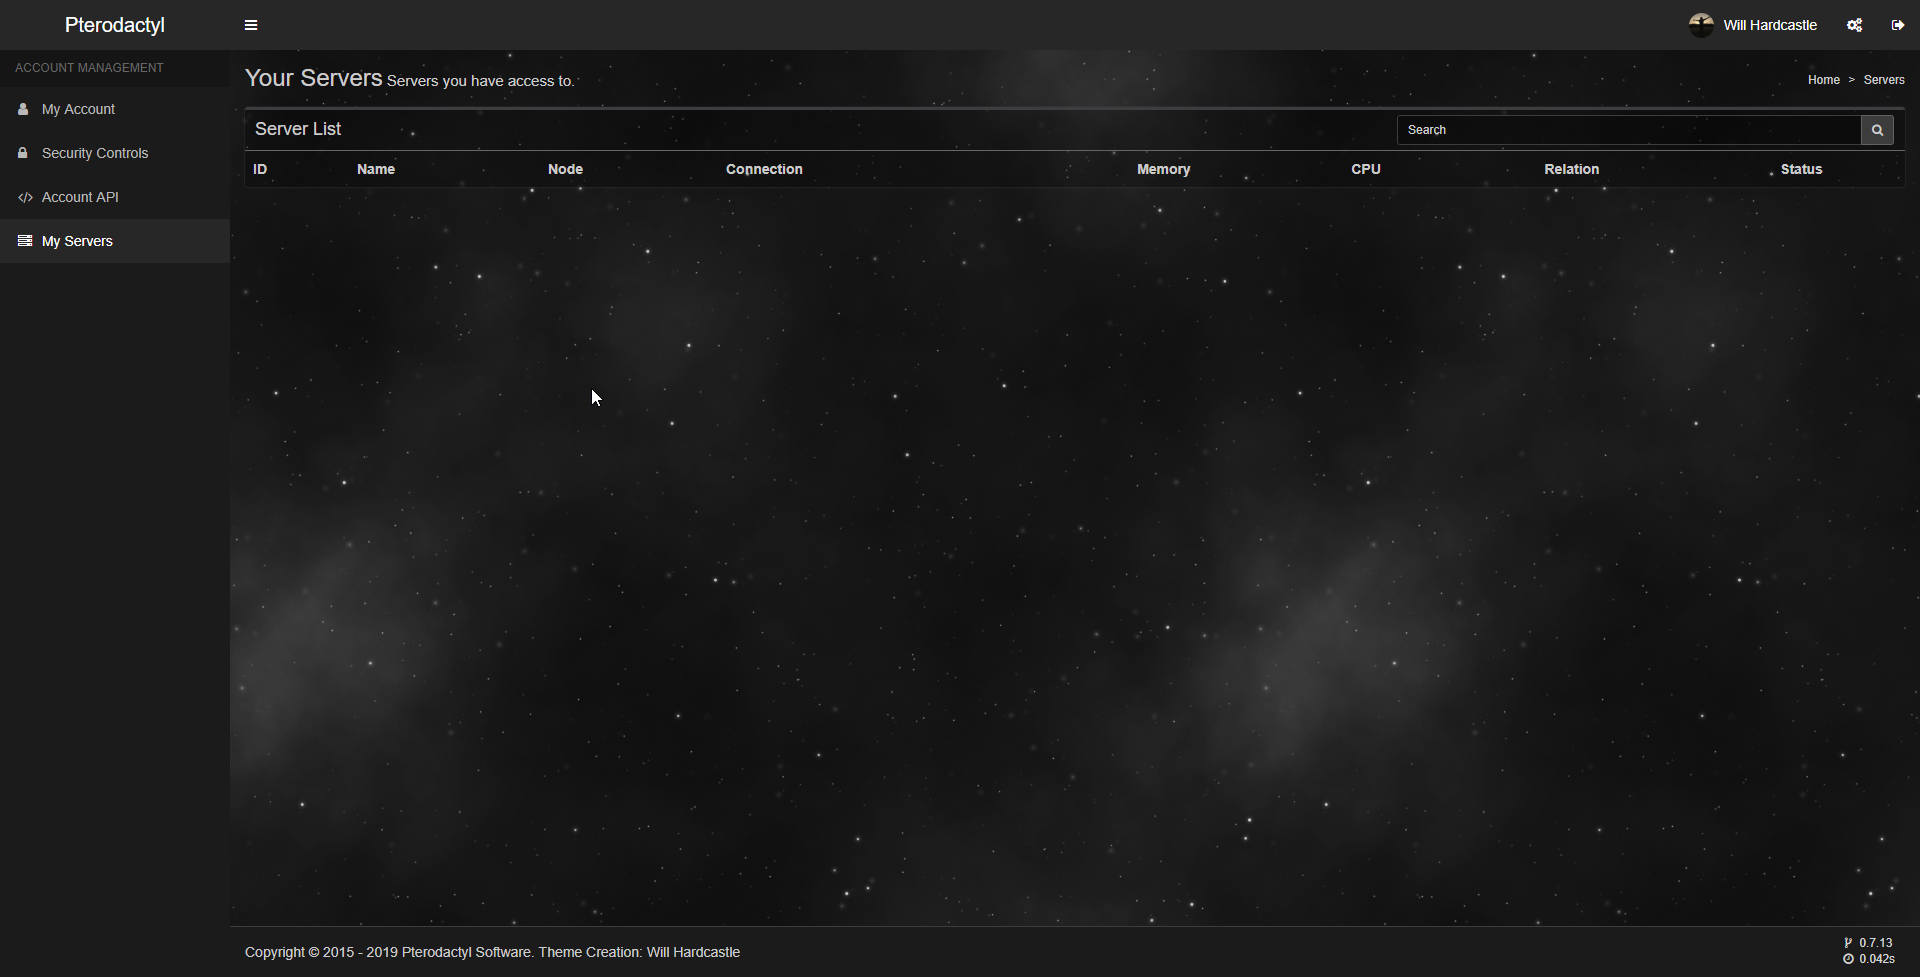 Pterodactyl
Will Hardcastle
ACCOUNT MANAGEMENT
My Account
Security Controls
Account API
My Servers
Your Servers Servers you have access to.
Home > Servers
Server List
Search
ID Name Node Connection Memory CPU Relation Status
Copyright © 2015 - 2019 Pterodactyl Software. Theme Creation: Will Hardcastle
0.7.13
0.042s